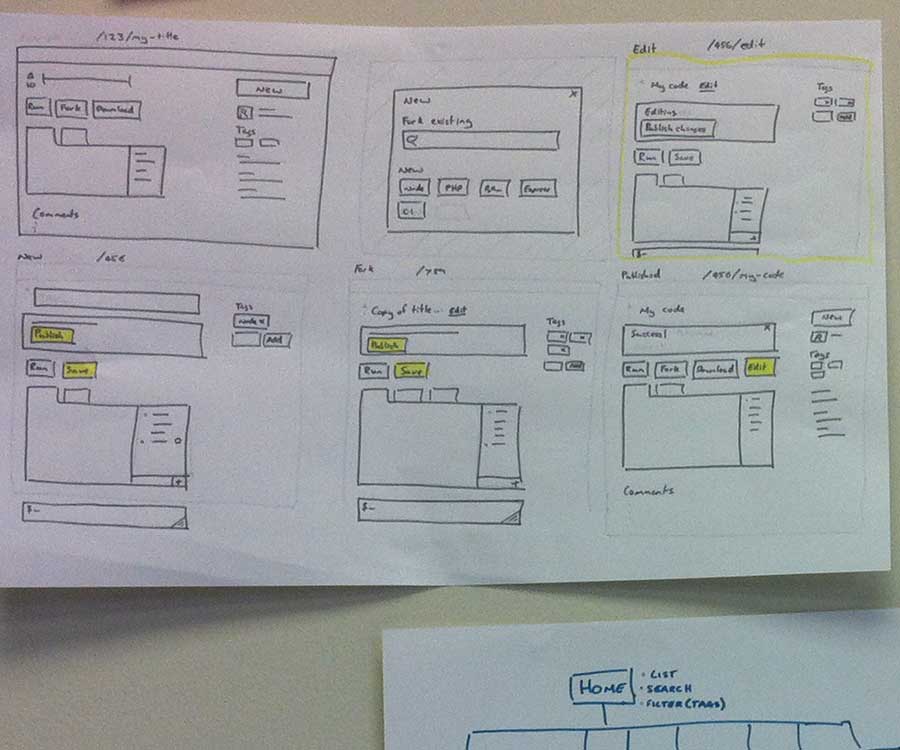 /123/my-title
NEW
Run Fork Download
Tags
Comments
New x
Fork existing
New
Node PHP Express
Edit /456/edit
My code Edit
Editing
Publish changes
Run Save
Tags
Add
$-
New /456
Publish
Run Save
Tags
node x
Add
$-
Fork /789
Copy of title... Edit
Publish
Run Save
Tags
Add
$-
Published /456/my-code
My code
Success! x
Run Fork Download Edit
New
Tags
Comments
HOME
• LIST
• SEARCH
• FILTER(TAGS)